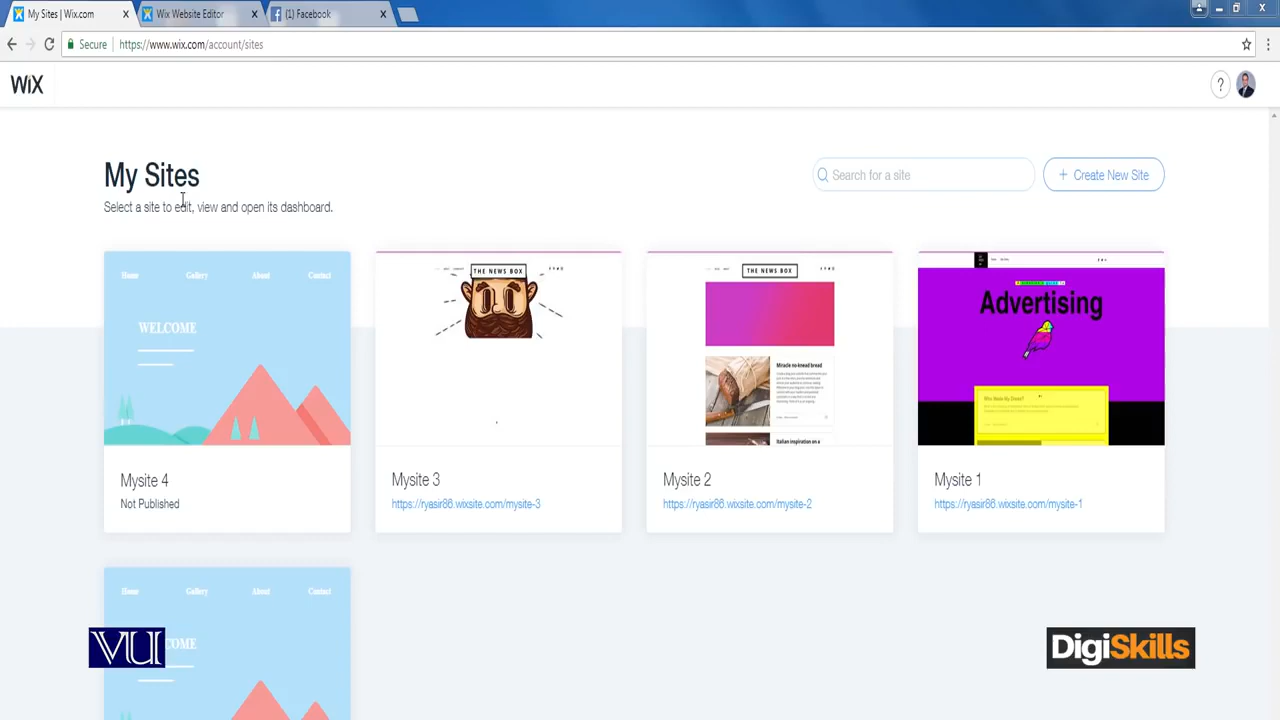 My Sites | Wix.com
Wix Website Editor
(1) Facebook
Secure
https://www.wix.com/account/sites
WiX
?
My Sites
Select a site to edit, view and open its dashboard.
Search for a site
+ Create New Site
Home Gallery About Contact
WELCOME
Mysite 4
Not Published
THE NEWS BOX
Mysite 3
https://ryasir86.wixsite.com/mysite-3
THE NEWS BOX
Miracle no-knead bread
Italian inspiration on a
Mysite 2
https://ryasir86.wixsite.com/mysite-2
Advertising
Mysite 1
https://ryasir86.wixsite.com/mysite-1
Home Gallery About Contact
COME
VU
DigiSkills